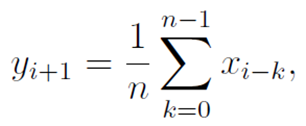 y_{i+1} = \frac{1}{n} \sum_{k=0}^{n-1} x_{i-k},